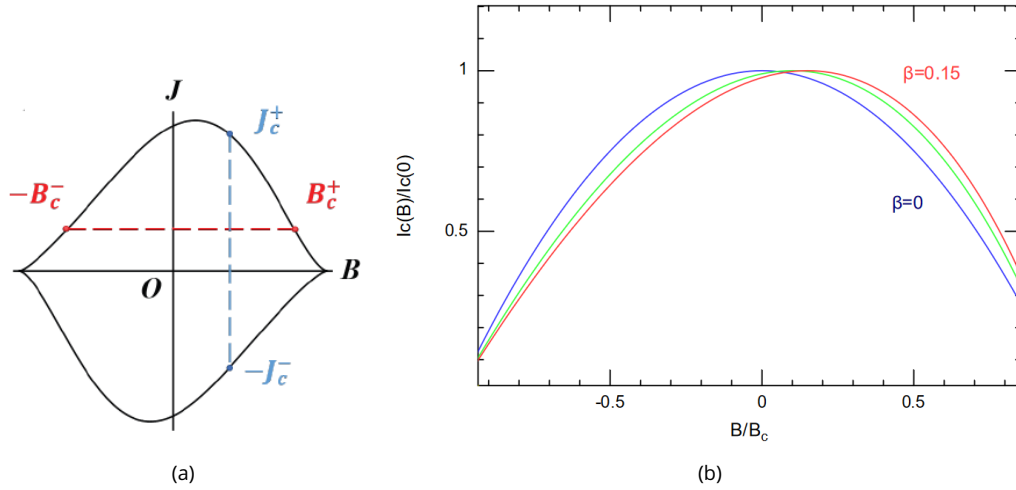 J
J_c^+
-B_c^-
B_c^+
B
O
-J_c^-
(a)
1
β=0.15
β=0
0.5
Ic(B)/Ic(0)
-0.5
0
0.5
B/B_c
(b)